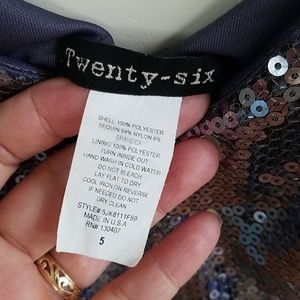 Twenty-six
SHELL: 100% POLYESTER
SEQUIN 94% NYLON 6%
SPANDEX
LINING 100% POLYESTER
TURN INSIDE OUT
HAND WASH IN COLD WATER
DO NOT BLEACH
LAY FLAT TO DRY
COOL IRON ON REVERSE
IF NEEDED DO NOT
DRY CLEAN
STYLE# SJK8111F59
MADE IN U.S.A
RN# 130407
5